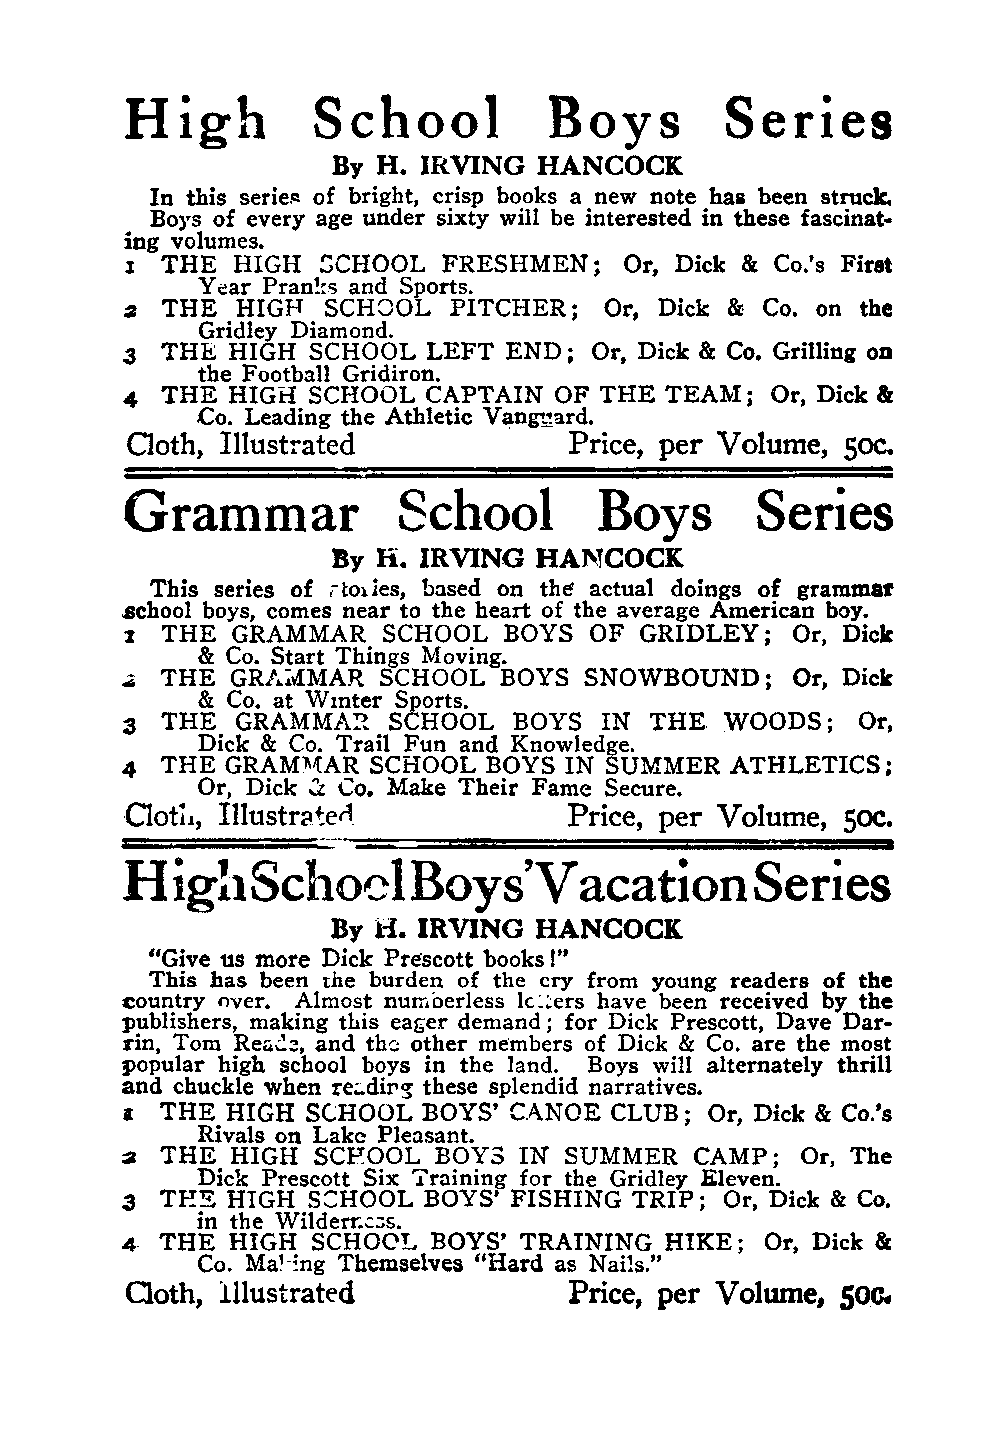 High School Boys Series
By H. IRVING HANCOCK
In this series of bright, crisp books a new note has been struck.
Boys of every age under sixty will be interested in these fascinat-
ing volumes.
1 THE HIGH SCHOOL FRESHMEN; Or, Dick & Co.'s First
Year Pranks and Sports.
2 THE HIGH SCHOOL PITCHER; Or, Dick & Co. on the
Gridley Diamond.
3 THE HIGH SCHOOL LEFT END; Or, Dick & Co. Grilling on
the Football Gridiron.
4 THE HIGH SCHOOL CAPTAIN OF THE TEAM; Or, Dick &
Co. Leading the Athletic Vanguard.
Cloth, Illustrated Price, per Volume, 50c.
Grammar School Boys Series
By H. IRVING HANCOCK
This series of stories, based on the actual doings of grammar
school boys, comes near to the heart of the average American boy.
1 THE GRAMMAR SCHOOL BOYS OF GRIDLEY; Or, Dick
& Co. Start Things Moving.
2 THE GRAMMAR SCHOOL BOYS SNOWBOUND; Or, Dick
& Co. at Winter Sports.
3 THE GRAMMAR SCHOOL BOYS IN THE WOODS; Or,
Dick & Co. Trail Fun and Knowledge.
4 THE GRAMMAR SCHOOL BOYS IN SUMMER ATHLETICS;
Or, Dick & Co. Make Their Fame Secure.
Cloth, Illustrated Price, per Volume, 50c.
High School Boys' Vacation Series
By H. IRVING HANCOCK
"Give us more Dick Prescott books!"
This has been the burden of the cry from young readers of the
country over. Almost numberless letters have been received by the
publishers, making this eager demand; for Dick Prescott, Dave Dar-
rin, Tom Reade, and the other members of Dick & Co. are the most
popular high school boys in the land. Boys will alternately thrill
and chuckle when reading these splendid narratives.
1 THE HIGH SCHOOL BOYS' CANOE CLUB; Or, Dick & Co.'s
Rivals on Lake Pleasant.
2 THE HIGH SCHOOL BOYS IN SUMMER CAMP; Or, The
Dick Prescott Six Training for the Gridley Eleven.
3 THE HIGH SCHOOL BOYS' FISHING TRIP; Or, Dick & Co.
in the Wilderness.
4 THE HIGH SCHOOL BOYS' TRAINING HIKE; Or, Dick &
Co. Making Themselves "Hard as Nails."
Cloth, Illustrated Price, per Volume, 50c.